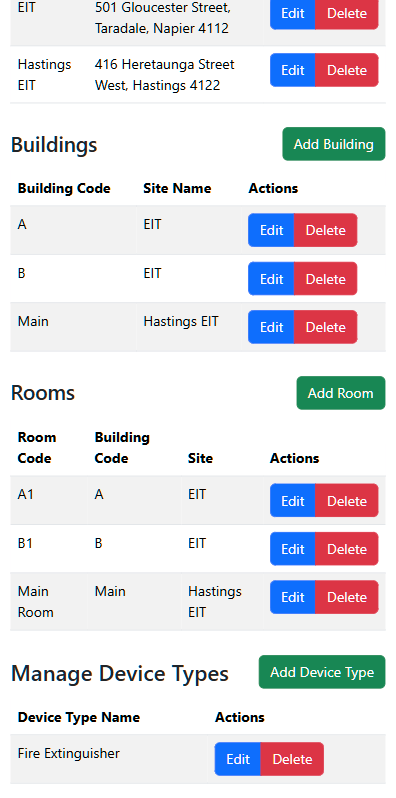 EIT 501 Gloucester Street, Edit Delete
Taradale, Napier 4112
Hastings 416 Heretaunga Street Edit Delete
EIT West, Hastings 4122
Buildings Add Building
Building Code Site Name Actions
A EIT Edit Delete
B EIT Edit Delete
Main Hastings EIT Edit Delete
Rooms Add Room
Room Building
Code Code Site Actions
A1 A EIT Edit Delete
B1 B EIT Edit Delete
Main Main Hastings Edit Delete
Room EIT
Manage Device Types Add Device Type
Device Type Name Actions
Fire Extinguisher Edit Delete